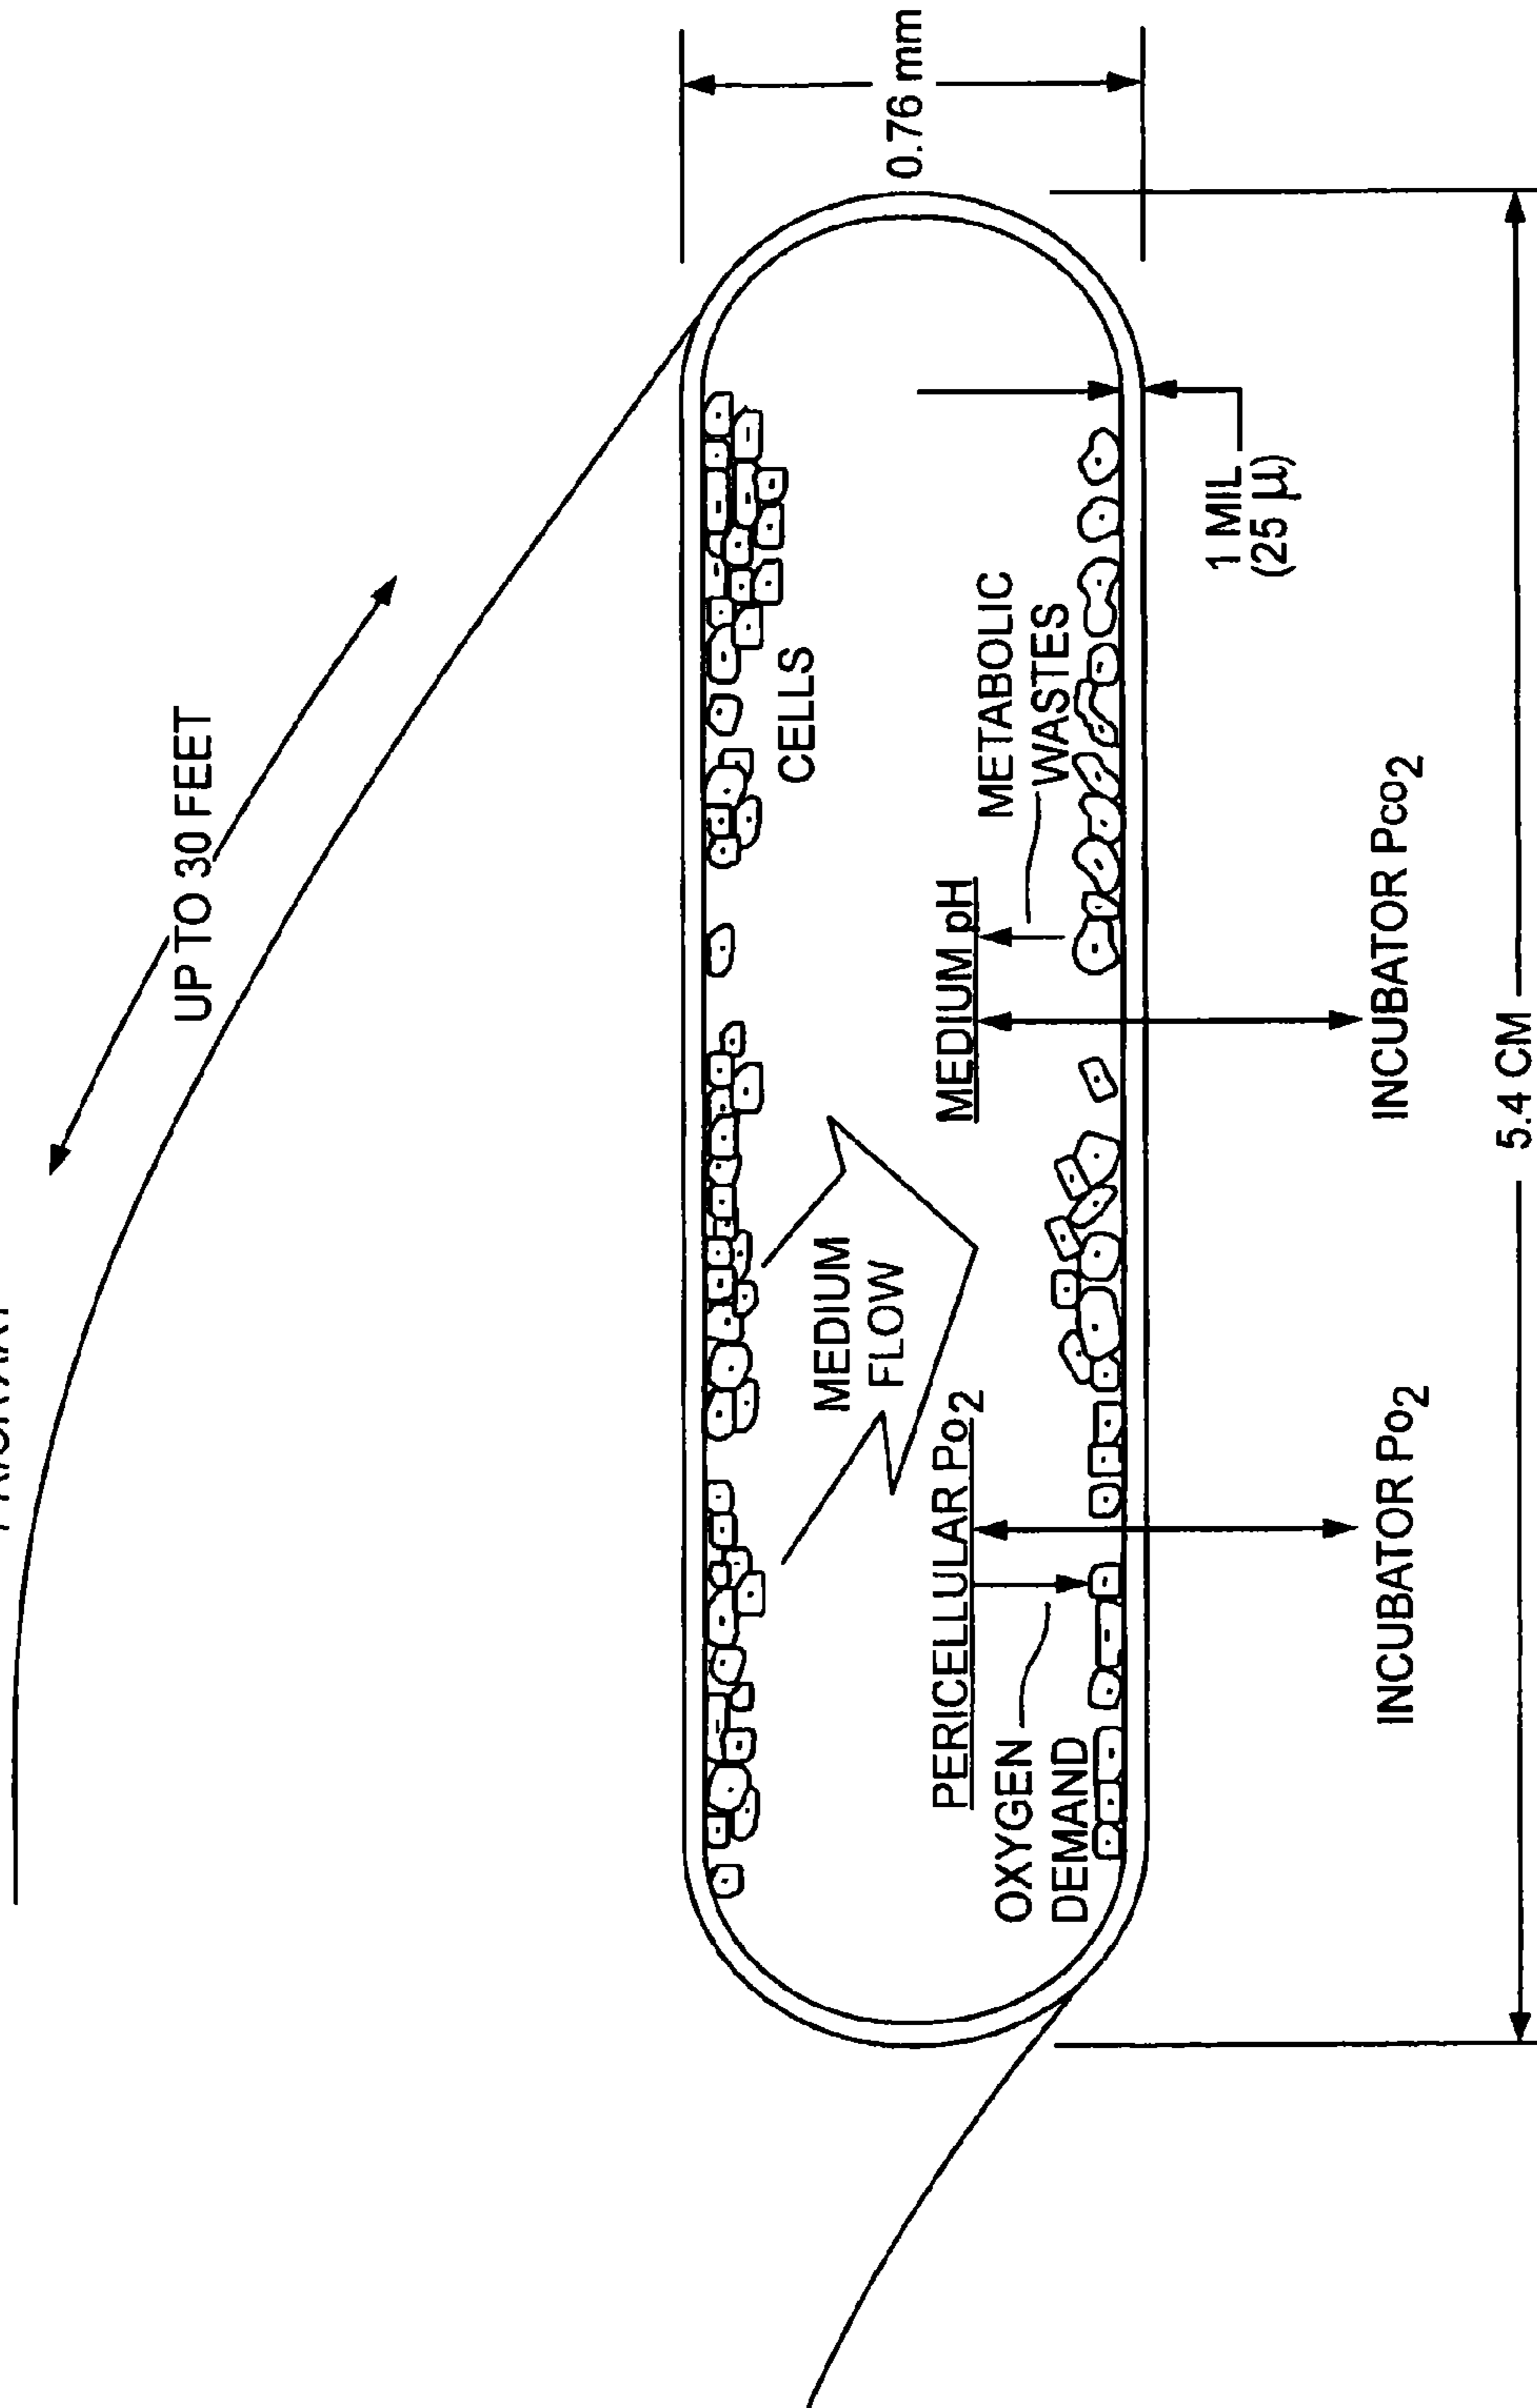 UP TO 30 FEET
CELLS
MEDIUM
FLOW
0.76 mm
PERICELLULAR Po₂
MEDIUM pH
OXYGEN
DEMAND
METABOLIC
WASTES
1 MIL
(25 µ)
INCUBATOR Po₂
INCUBATOR Pco₂
5.4 CM